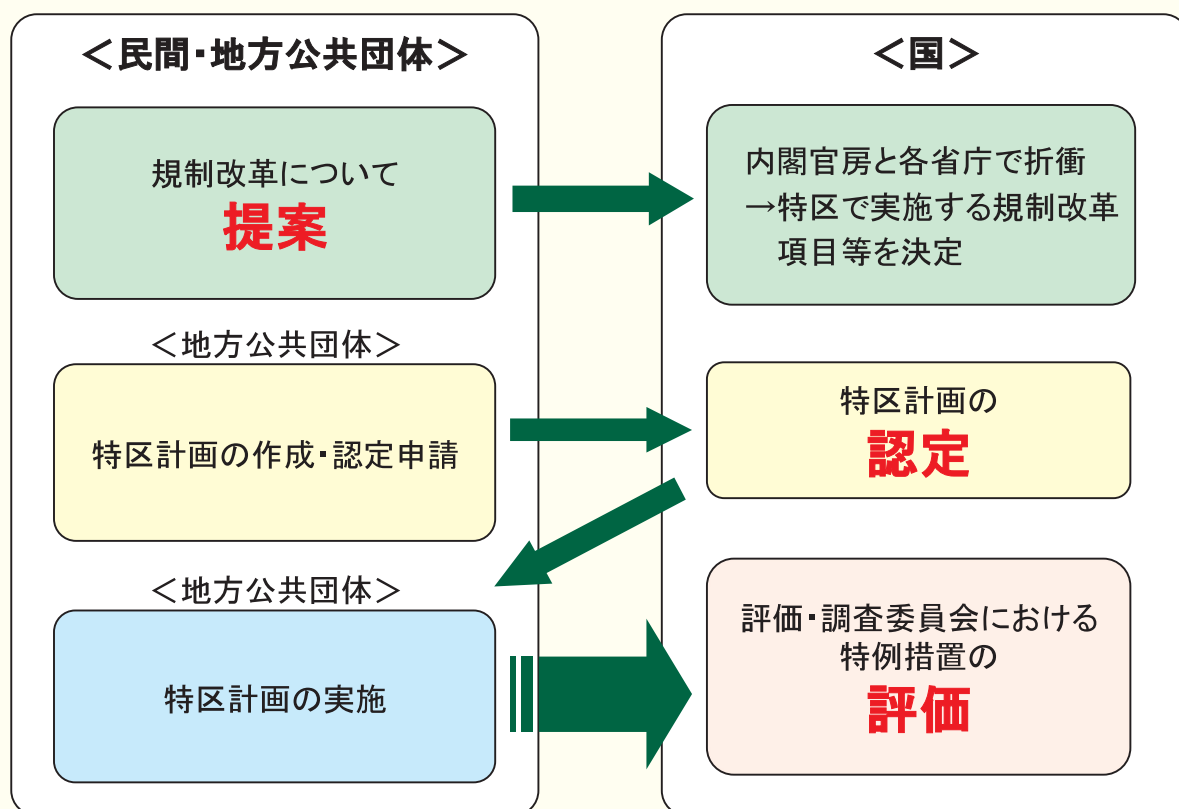 ＜民間・地方公共団体＞
規制改革について
提案
＜地方公共団体＞
特区計画の作成・認定申請
＜地方公共団体＞
特区計画の実施
＜国＞
内閣官房と各省庁で折衝
→特区で実施する規制改革
項目等を決定
特区計画の
認定
評価・調査委員会における
特例措置の
評価